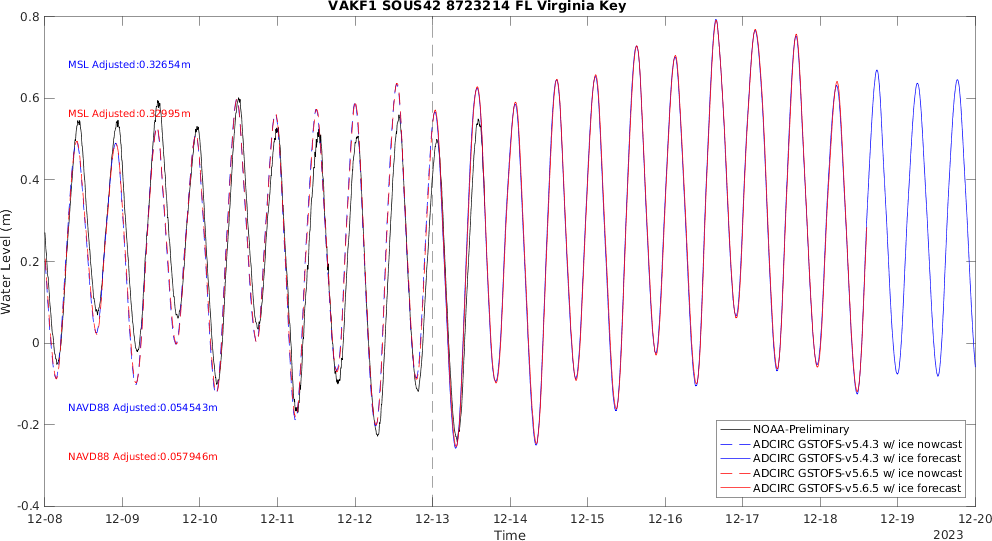 VAKF1 SOUS42 8723214 FL Virginia Key
0.8
0.6
0.4
0.2
0
-0.2
-0.4
Water Level (m)
MSL Adjusted:0.32654m
MSL Adjusted:0.32995m
NAVD88 Adjusted:0.054543m
NAVD88 Adjusted:0.057946m
NOAA-Preliminary
ADCIRC GSTOFS-v5.4.3 w/ ice nowcast
ADCIRC GSTOFS-v5.4.3 w/ ice forecast
ADCIRC GSTOFS-v5.6.5 w/ ice nowcast
ADCIRC GSTOFS-v5.6.5 w/ ice forecast
12-08 12-09 12-10 12-11 12-12 12-13 12-14 12-15 12-16 12-17 12-18 12-19 12-20
Time
2023